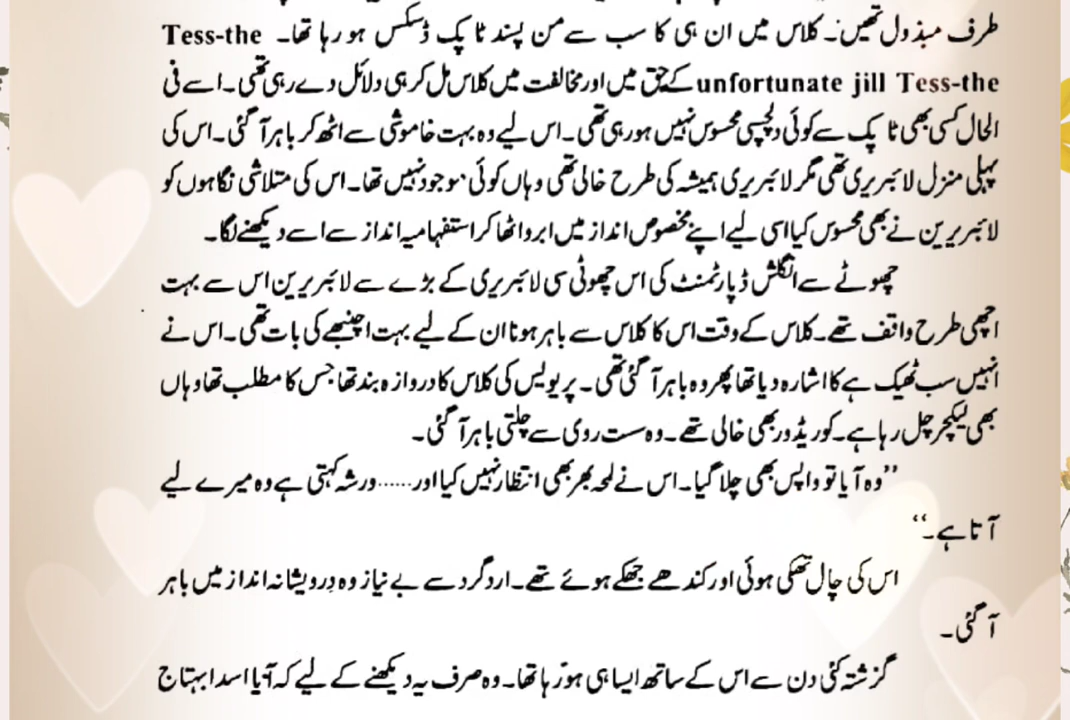 طرف مبذول تھیں۔ کلاس میں ان ہی کا سب سے من پسند ٹاپک ڈسکس ہو رہا تھا۔ Tess-the
unfortunate jill Tess-the کے حق میں اور مخالفت میں کلاس مل کر ہی دلائل دے رہی تھی۔ اسے فی
الحال کسی بھی ٹاپک سے کوئی دلچسپی محسوس نہیں ہو رہی تھی۔ اس لیے وہ بہت خاموشی سے اٹھ کر باہر آ گئی۔ اس کی
پہلی منزل لائبریری تھی مگر لائبریری ہمیشہ کی طرح خالی تھی وہاں کوئی موجود نہیں تھا۔ اس کی متلاشی نگاہوں کو
لائبریرین نے بھی محسوس کیا اسی لیے اپنے مخصوص انداز میں ابرو اٹھا کر استفہامیہ انداز سے اسے دیکھنے لگا۔
چھوٹے سے انگلش ڈپارٹمنٹ کی اس چھوٹی سی لائبریری کے بڑے سے لائبریرین اس سے بہت
اچھی طرح واقف تھے۔ کلاس کے وقت اس کا کلاس سے باہر ہونا ان کے لیے بہت اچنبھے کی بات تھی۔ اس نے
انہیں سب ٹھیک ہے کا اشارہ دیا تھا پھر وہ باہر آ گئی تھی۔ پریویس کی کلاس کا دروازہ بند تھا جس کا مطلب تھا وہاں
بھی لیکچر چل رہا ہے۔ کوریڈور بھی خالی تھے۔ وہ سست روی سے چلتی باہر آ گئی۔
”وہ آیا تو واپس بھی چلا گیا۔ اس نے لمحہ بھر بھی انتظار نہیں کیا اور...... ورشہ کہتی ہے وہ میرے لیے
آتا ہے۔“
اس کی چال تھکی ہوئی اور کندھے جھکے ہوئے تھے۔ اردگرد سے بے نیاز وہ درویشانہ انداز میں باہر
آ گئی۔
گزشتہ کئی دن سے اس کے ساتھ ایسا ہی ہو رہا تھا۔ وہ صرف یہ دیکھنے کے لیے کہ آیا اسد ابہتاج